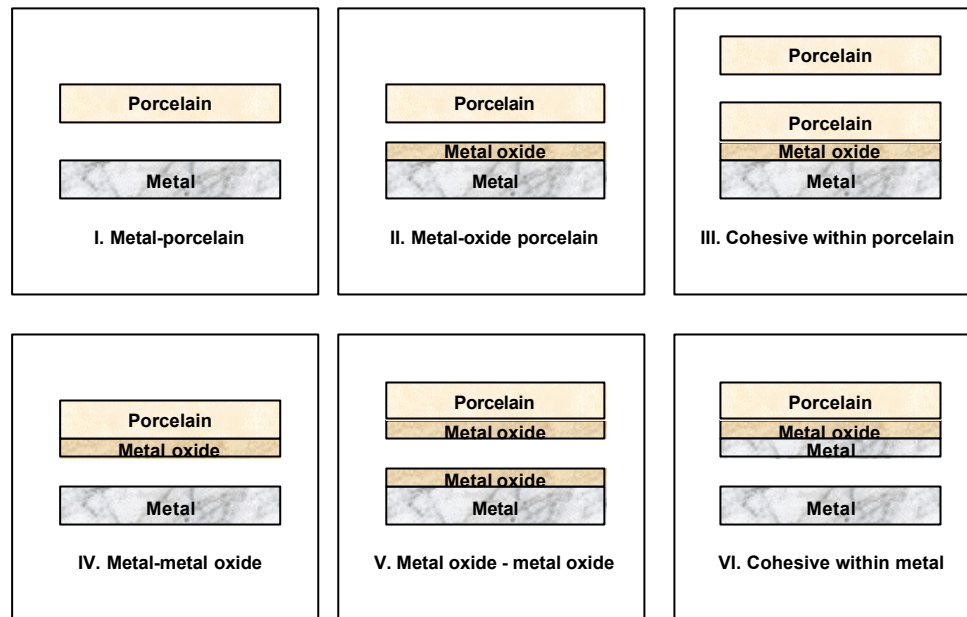 Porcelain
Metal
I. Metal-porcelain
Porcelain
Metal oxide
Metal
II. Metal-oxide porcelain
Porcelain
Porcelain
Metal oxide
Metal
III. Cohesive within porcelain
Porcelain
Metal oxide
Metal
IV. Metal-metal oxide
Porcelain
Metal oxide
Metal oxide
Metal
V. Metal oxide - metal oxide
Porcelain
Metal oxide
Metal
Metal
VI. Cohesive within metal